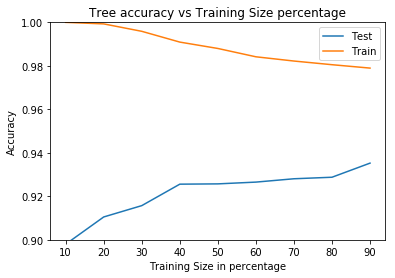 Tree accuracy vs Training Size percentage
1.00
0.98
0.96
0.94
0.92
0.90
Accuracy
Test
Train
10 20 30 40 50 60 70 80 90
Training Size in percentage